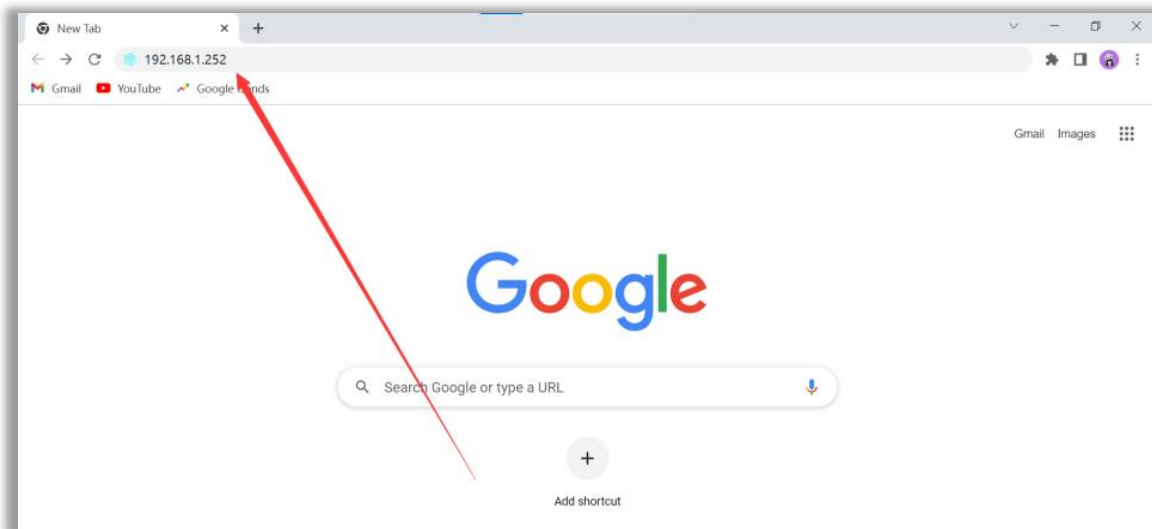 New Tab
192.168.1.252
Gmail YouTube Google Trends
Gmail Images
Google
Search Google or type a URL
Add shortcut